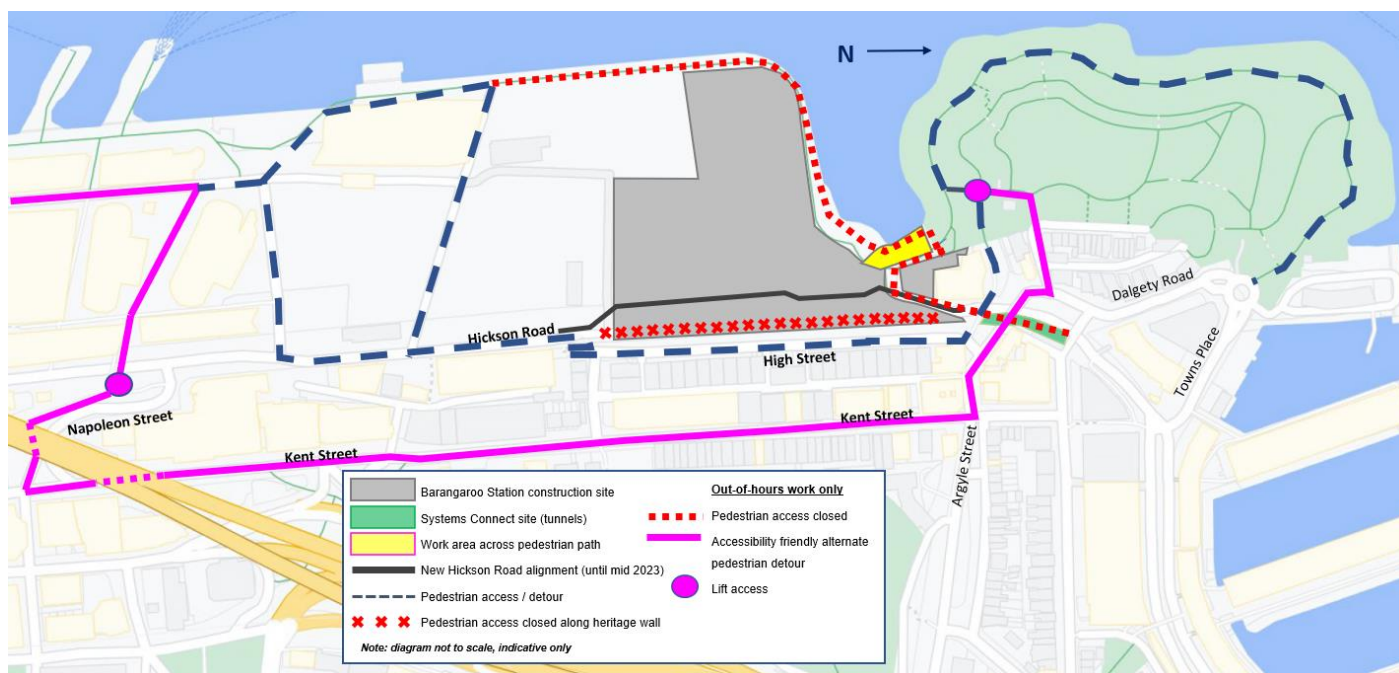 N
Hickson Road
High Street
Dalgety Road
Towns Place
Napoleon Street
Kent Street
Kent Street
Argyle Street
Barangaroo Station construction site
Systems Connect site (tunnels)
Work area across pedestrian path
New Hickson Road alignment (until mid 2023)
Pedestrian access / detour
Pedestrian access closed along heritage wall
Note: diagram not to scale, indicative only
Out-of-hours work only
Pedestrian access closed
Accessibility friendly alternate
pedestrian detour
Lift access